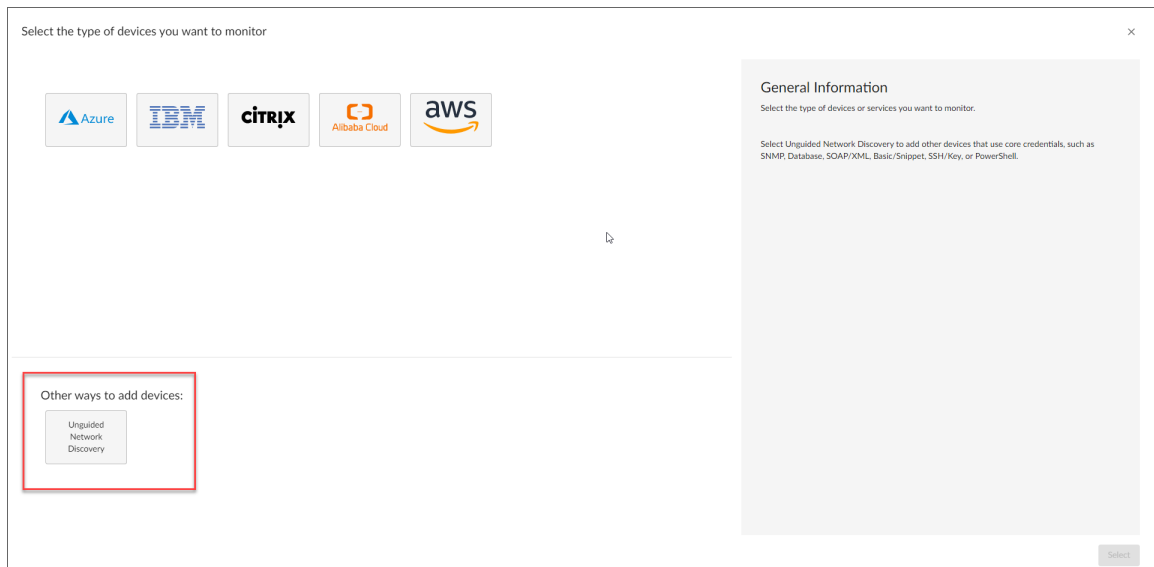 Select the type of devices you want to monitor
×
Azure
IBM
CITRIX
Alibaba Cloud
aws
General Information
Select the type of devices or services you want to monitor.
Select Unguided Network Discovery to add other devices that use core credentials, such as
SNMP, Database, SOAP/XML, Basic/Snippet, SSH/Key, or PowerShell.
Other ways to add devices:
Unguided
Network
Discovery
Select